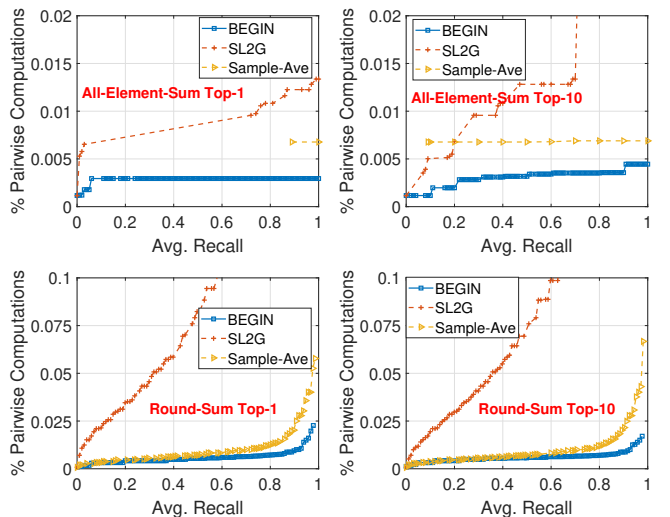 0.02
0.015
0.01
0.005
0
% Pairwise Computations
BEGIN
SL2G
Sample-Ave
All-Element-Sum Top-1
0 0.2 0.4 0.6 0.8 1
Avg. Recall
0.02
0.015
0.01
0.005
0
% Pairwise Computations
BEGIN
SL2G
Sample-Ave
All-Element-Sum Top-10
0 0.2 0.4 0.6 0.8 1
Avg. Recall
0.1
0.075
0.05
0.025
0
% Pairwise Computations
BEGIN
SL2G
Sample-Ave
Round-Sum Top-1
0 0.2 0.4 0.6 0.8 1
Avg. Recall
0.1
0.075
0.05
0.025
0
% Pairwise Computations
BEGIN
SL2G
Sample-Ave
Round-Sum Top-10
0 0.2 0.4 0.6 0.8 1
Avg. Recall